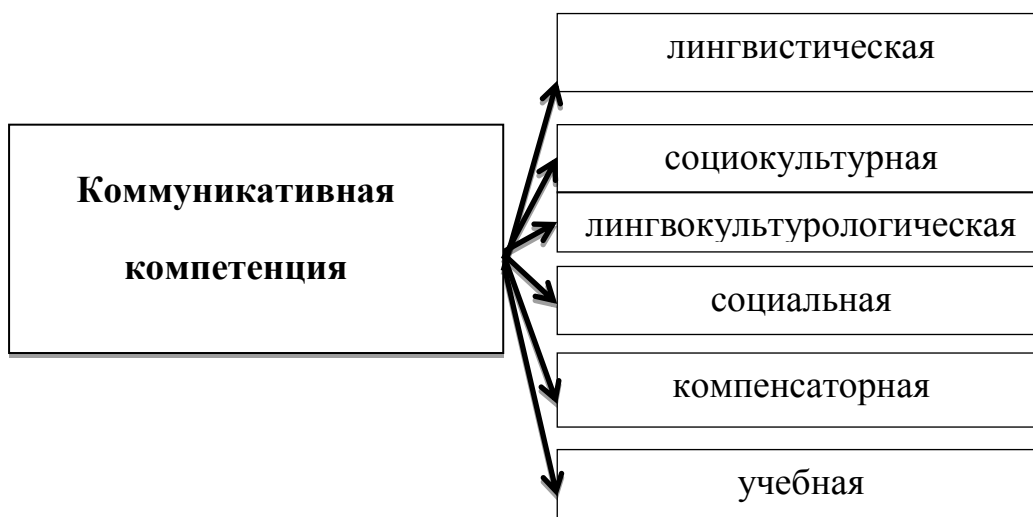 Коммуникативная
компетенция
лингвистическая
социокультурная
лингвокультурологическая
социальная
компенсаторная
учебная